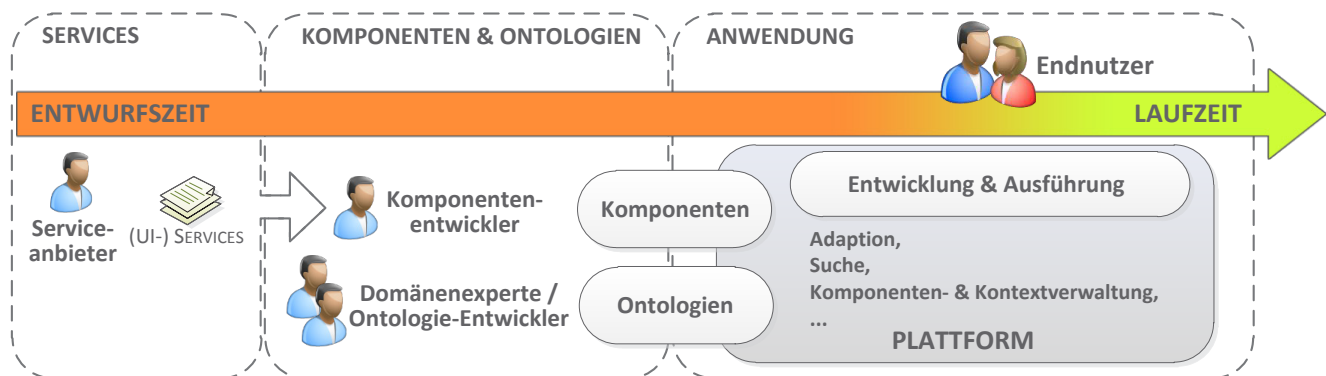 SERVICES
KOMPONENTEN & ONTOLOGIEN
ANWENDUNG
Endnutzer
ENTWURFSZEIT
LAUFZEIT
Service-
anbieter
(UI-) SERVICES
Komponenten-
entwickler
Domänenexperte /
Ontologie-Entwickler
Komponenten
Ontologien
Entwicklung & Ausführung
Adaption,
Suche,
Komponenten- & Kontextverwaltung,
...
PLATTFORM